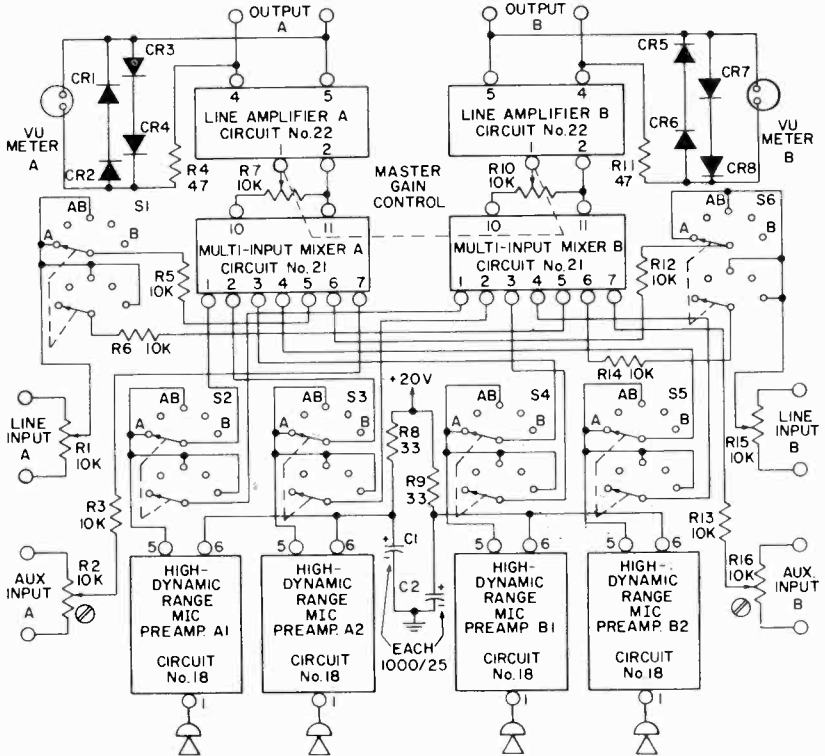 OUTPUT
A
OUTPUT
B
CR3
CR1
CR4
CR2
VU
METER
A
4 5
LINE AMPLIFIER A
CIRCUIT No.22
1 2
R4
47
R7
10K
MASTER
GAIN
CONTROL
5 4
LINE AMPLIFIER B
CIRCUIT No.22
1 2
R10
10K
R11
47
CR5
CR7
CR6
CR8
VU
METER
B
AB S1
A B
10 11
MULTI-INPUT MIXER A
CIRCUIT No.21
1 2 3 4 5 6 7
10 11
MULTI-INPUT MIXER B
CIRCUIT No.21
1 2 3 4 5 6 7
AB S6
A B
R5
10K
R12
10K
R6 10K
R14 10K
LINE
INPUT
A
R1
10K
AB S2
A B
AB S3
A B
+20V
R8
33
R9
33
AB S4
A B
AB S5
A B
LINE
INPUT
B
R15
10K
R3
10K
R13
10K
AUX
INPUT
A
R2
10K
R16
10K
AUX.
INPUT
B
5 6
HIGH-
DYNAMIC
RANGE
MIC
PREAMP. A1
CIRCUIT
No.18
1
5 6
HIGH-
DYNAMIC
RANGE
MIC
PREAMP. A2
CIRCUIT
No.18
1
+ C1
C2 +
EACH
1000/25
5 6
HIGH-
DYNAMIC
RANGE
MIC
PREAMP. B1
CIRCUIT
No.18
1
5 6
HIGH-
DYNAMIC
RANGE
MIC
PREAMP. B2
CIRCUIT
No.18
1